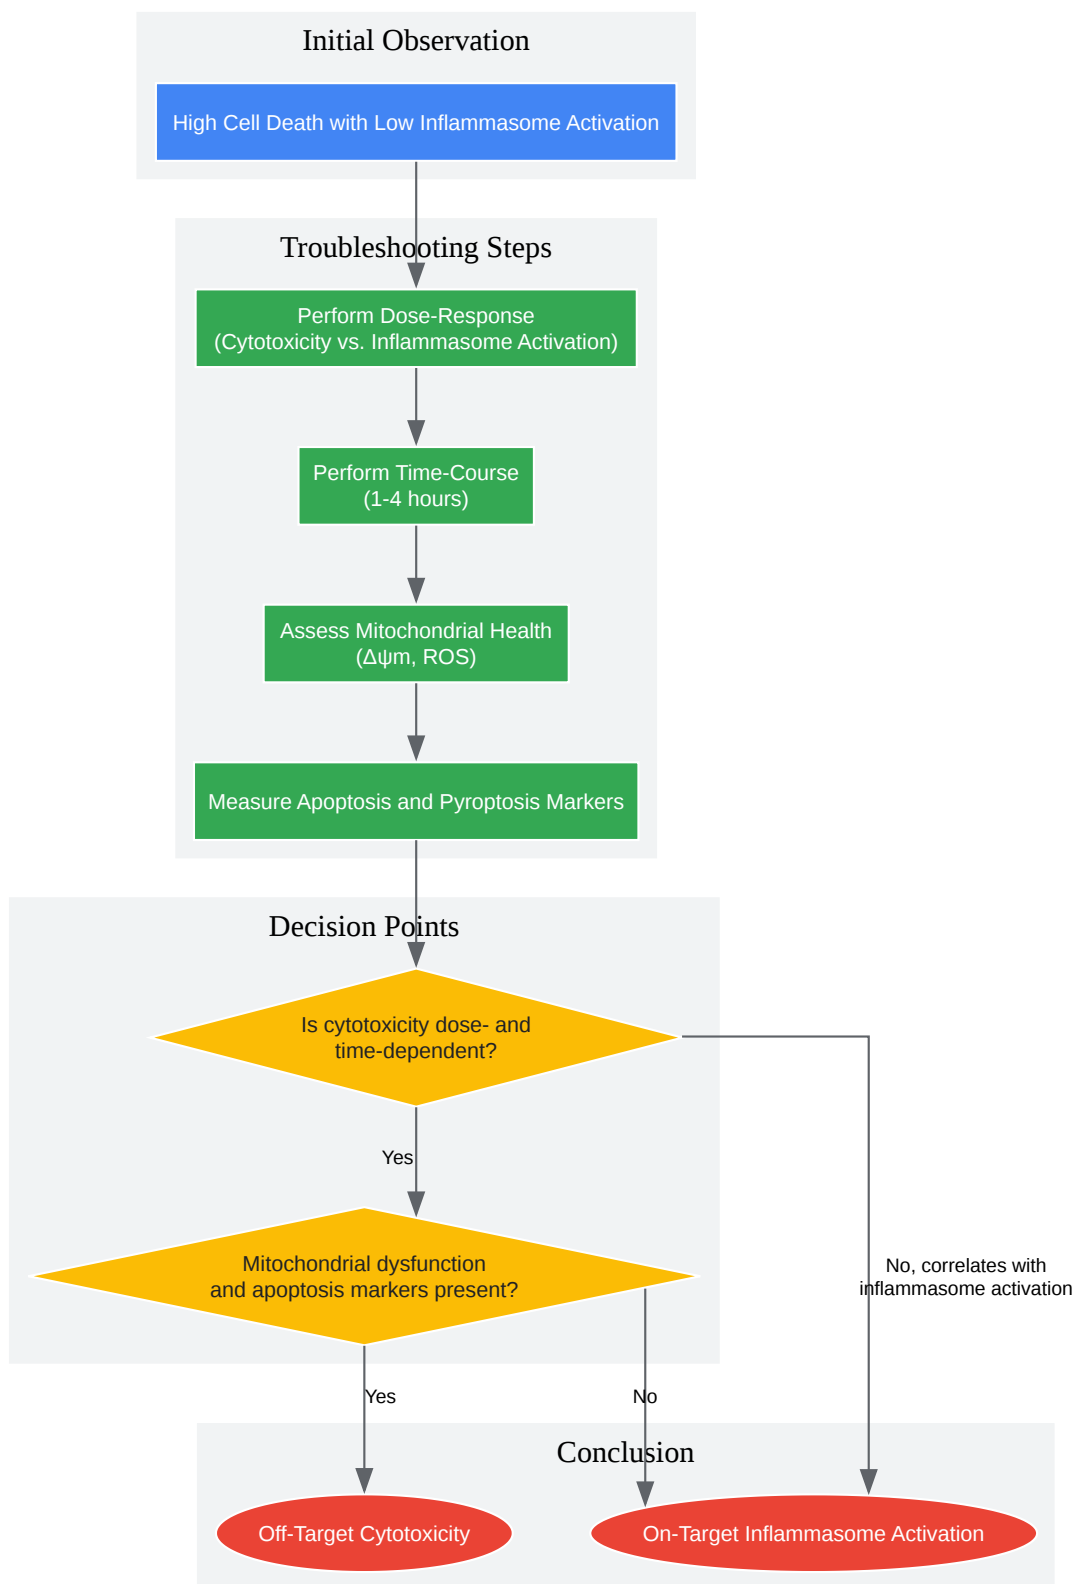 Initial Observation
High Cell Death with Low Inflammasome Activation
Troubleshooting Steps
Perform Dose-Response
(Cytotoxicity vs. Inflammasome Activation)
Perform Time-Course
(1-4 hours)
Assess Mitochondrial Health
(Δψm, ROS)
Measure Apoptosis and Pyroptosis Markers
Decision Points
Is cytotoxicity dose- and
time-dependent?
Yes
Mitochondrial dysfunction
and apoptosis markers present?
No, correlates with
inflammasome activation
Yes
No
Conclusion
Off-Target Cytotoxicity
On-Target Inflammasome Activation